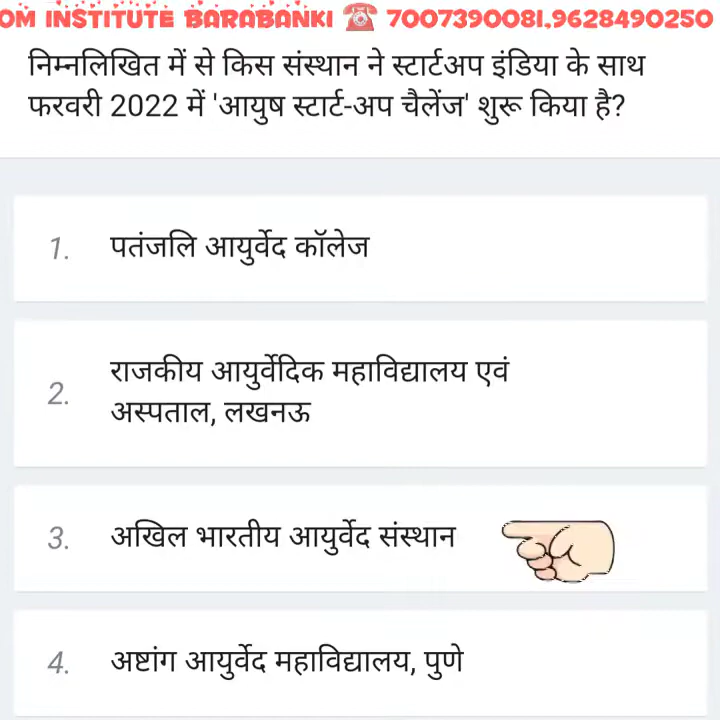 OM INSTITUTE BARABANKI ☎ 7007390081,9628490250
निम्नलिखित में से किस संस्थान ने स्टार्टअप इंडिया के साथ
फरवरी 2022 में 'आयुष स्टार्ट-अप चैलेंज' शुरू किया है?
1. पतंजलि आयुर्वेद कॉलेज
राजकीय आयुर्वेदिक महाविद्यालय एवं
2. अस्पताल, लखनऊ
3. अखिल भारतीय आयुर्वेद संस्थान
4. अष्टांग आयुर्वेद महाविद्यालय, पुणे